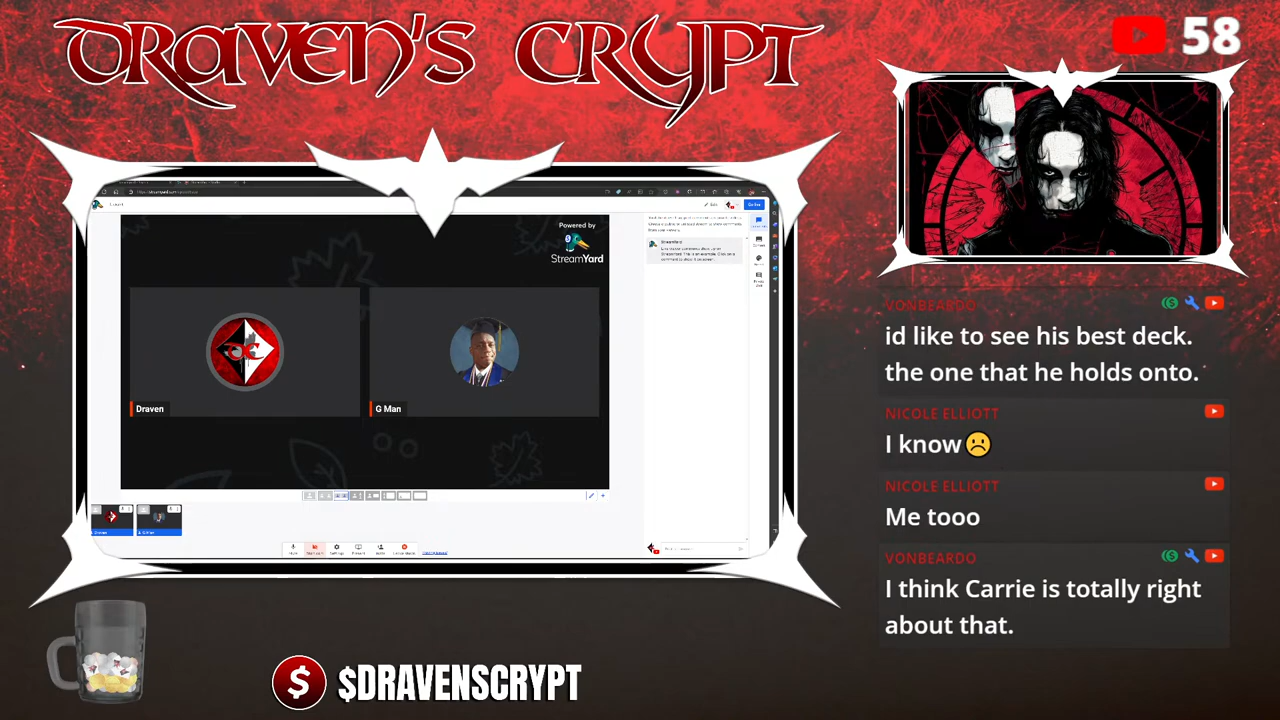 DRAVEN'S CRYPT
58
Powered by
StreamYard
Draven
G Man
VONBEARDO
id like to see his best deck.
the one that he holds onto.
NICOLE ELLIOTT
I know
NICOLE ELLIOTT
Me tooo
VONBEARDO
I think Carrie is totally right
about that.
$
$DRAVENSCRYPT